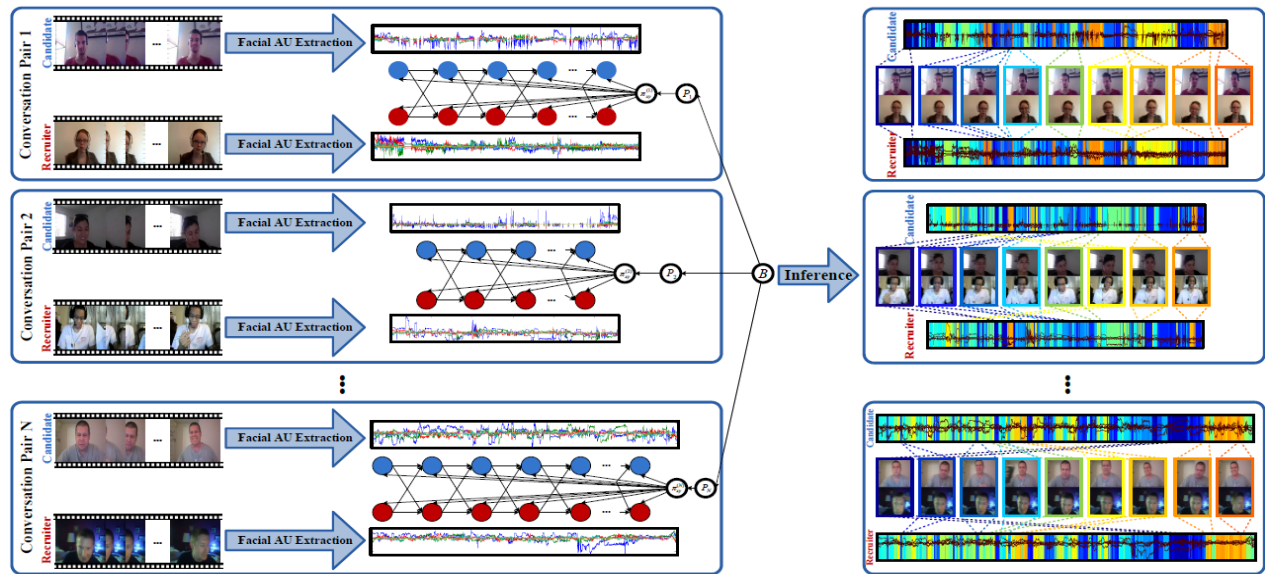 Conversation Pair 1
Candidate
...
Facial AU Extraction
...
π
P
Recruiter
...
Facial AU Extraction
Candidate
Recruiter
Conversation Pair 2
Candidate
...
Facial AU Extraction
...
π
P₂
B
Inference
Recruiter
...
Facial AU Extraction
Candidate
Recruiter
Conversation Pair N
Candidate
...
Facial AU Extraction
...
π
P
Recruiter
...
Facial AU Extraction
Candidate
Recruiter